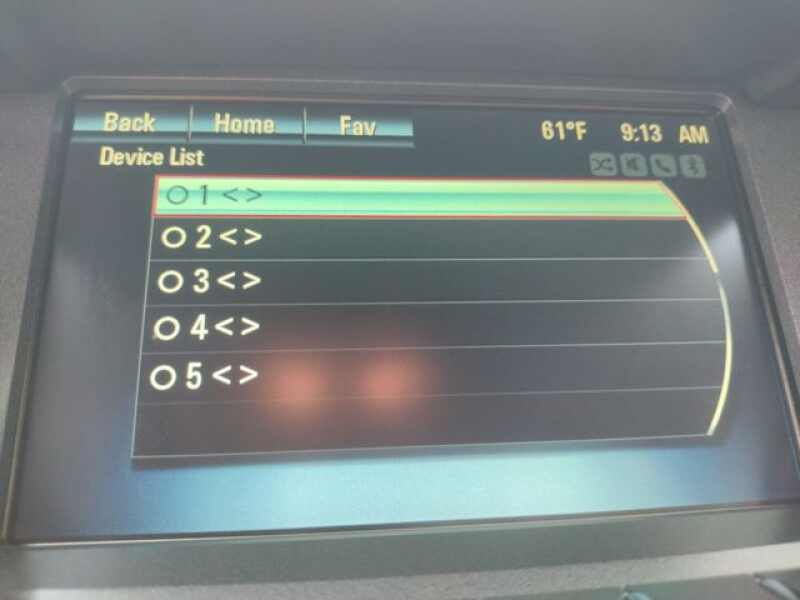 Back Home Fav 61°F 9:13 AM
Device List
1 < >
2 < >
3 < >
4 < >
5 < >